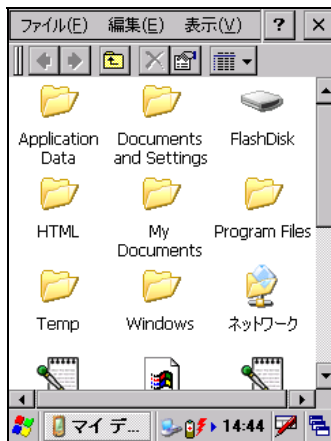 ファイル(F) 編集(E) 表示(V) ? ×
Application Data
Documents and Settings
FlashDisk
HTML
My Documents
Program Files
Temp
Windows
ネットワーク
マイ デ... 14:44